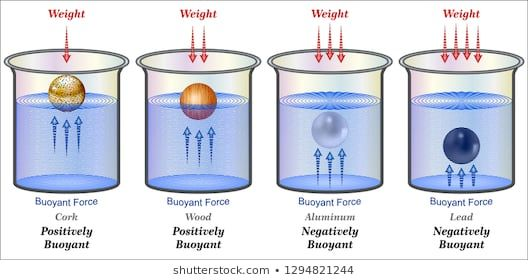 Weight
Weight
Weight
Weight
Buoyant Force
Buoyant Force
Buoyant Force
Buoyant Force
Cork
Wood
Aluminum
Lead
Positively
Buoyant
Positively
Buoyant
Negatively
Buoyant
Negatively
Buoyant
shutterstock · 1294821244